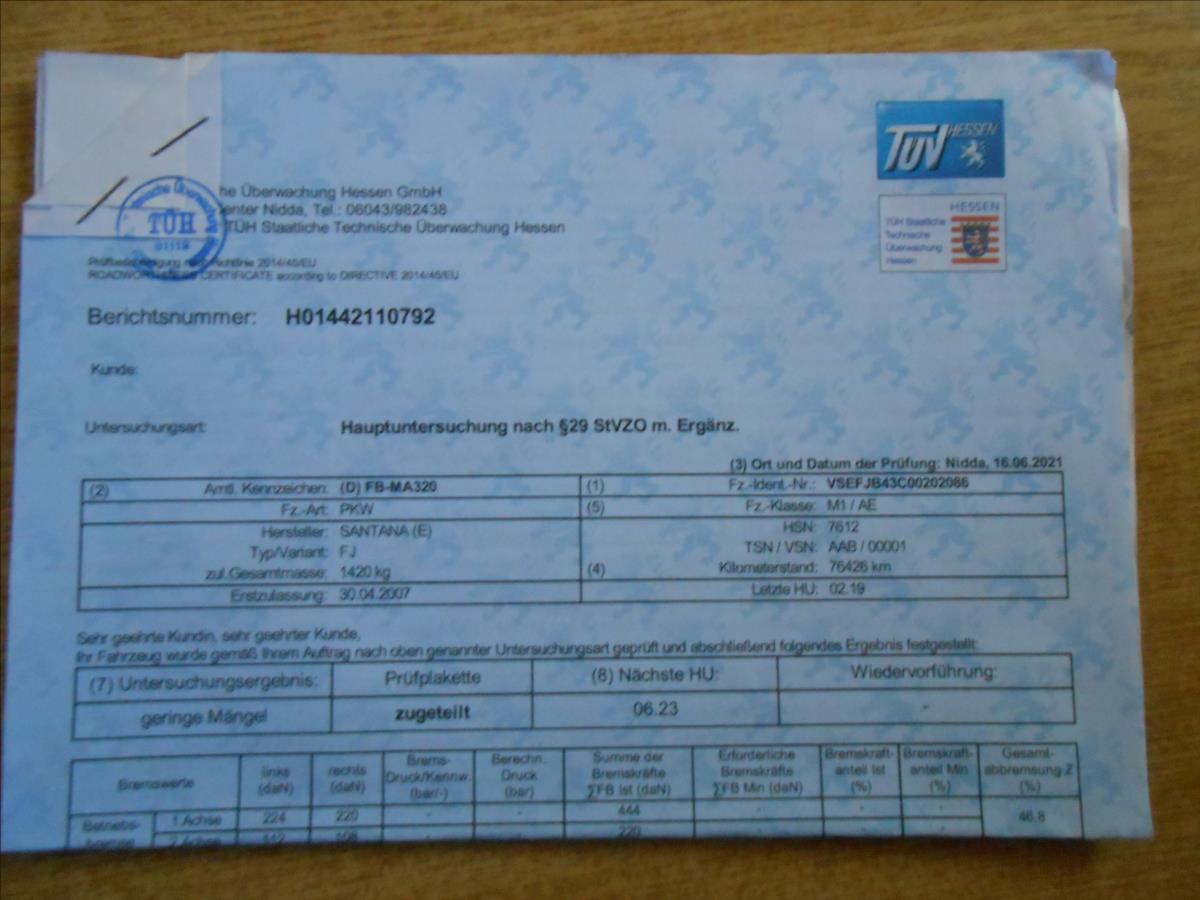 TÜV HESSEN
he Überwachung Hessen GmbH
enter Nidda, Tel.: 06043/982438
TÜH Staatliche Technische Überwachung Hessen
TÜH
HESSEN
TÜH Staatliche
Technische
Überwachung
Hessen
Richtlinie 2014/45/EU
CERTIFICATE according to DIRECTIVE 2014/45/EU
Berichtsnummer: H01442110792
Kunde:
Untersuchungsart: Hauptuntersuchung nach §29 StVZO m. Ergänz.
(3) Ort und Datum der Prüfung: Nidda, 16.06.2021
(2) Amtl. Kennzeichen: (D) FB-MA320 (1) Fz.-Ident.-Nr.: VSEFJB43C00202086
Fz.-Art: PKW (5) Fz.-Klasse: M1 / AE
Hersteller: SANTANA (E) HSN: 7612
Typ/Variant: FJ TSN / VSN: AAB / 00001
zul.Gesamtmasse: 1420 kg (4) Kilometerstand: 76426 km
Erstzulassung: 30.04.2007 Letzte HU: 02.19
Sehr geehrte Kundin, sehr geehrter Kunde,
Ihr Fahrzeug wurde gemäß Ihrem Auftrag nach oben genannter Untersuchungsart geprüft und abschließend folgendes Ergebnis festgestellt:
(7) Untersuchungsergebnis: Prüfplakette (8) Nächste HU: Wiedervorführung:
geringe Mängel zugeteilt 06.23 -
Bremswerte links (daN) rechts (daN) Brems-Druck/Kennw. (bar/-) Berechn. Druck (bar) Summe der Bremskräfte ∑FB Ist (daN) Erforderliche Bremskräfte ∑FB Min (daN) Bremskraft-anteil Ist (%) Bremskraft-anteil Min (%) Gesamt-abbremsung Z (%)
Betriebs- 1.Achse 224 220 - - 444 - - - 46,8
2.Achse 112 108 220